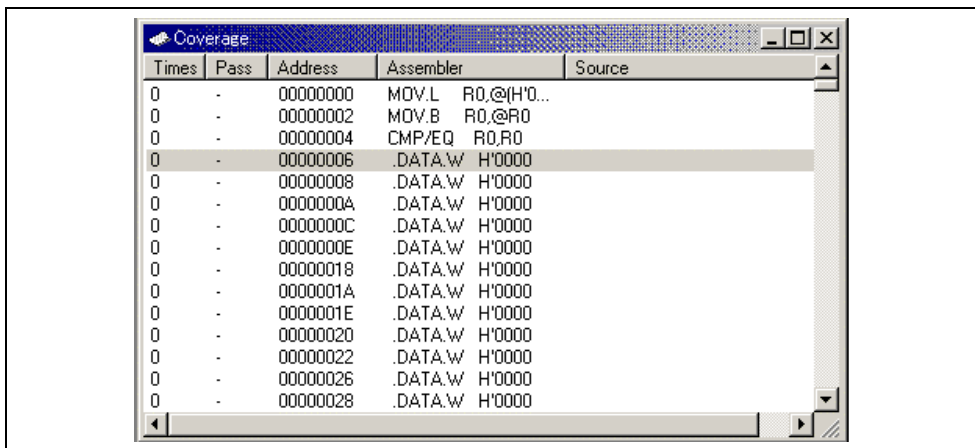 Coverage
Times Pass Address Assembler Source
0 - 00000000 MOV.L R0,@(H'0...
0 - 00000002 MOV.B R0,@R0
0 - 00000004 CMP/EQ R0,R0
0 - 00000006 .DATA.W H'0000
0 - 00000008 .DATA.W H'0000
0 - 0000000A .DATA.W H'0000
0 - 0000000C .DATA.W H'0000
0 - 0000000E .DATA.W H'0000
0 - 00000018 .DATA.W H'0000
0 - 0000001A .DATA.W H'0000
0 - 0000001E .DATA.W H'0000
0 - 00000020 .DATA.W H'0000
0 - 00000022 .DATA.W H'0000
0 - 00000026 .DATA.W H'0000
0 - 00000028 .DATA.W H'0000